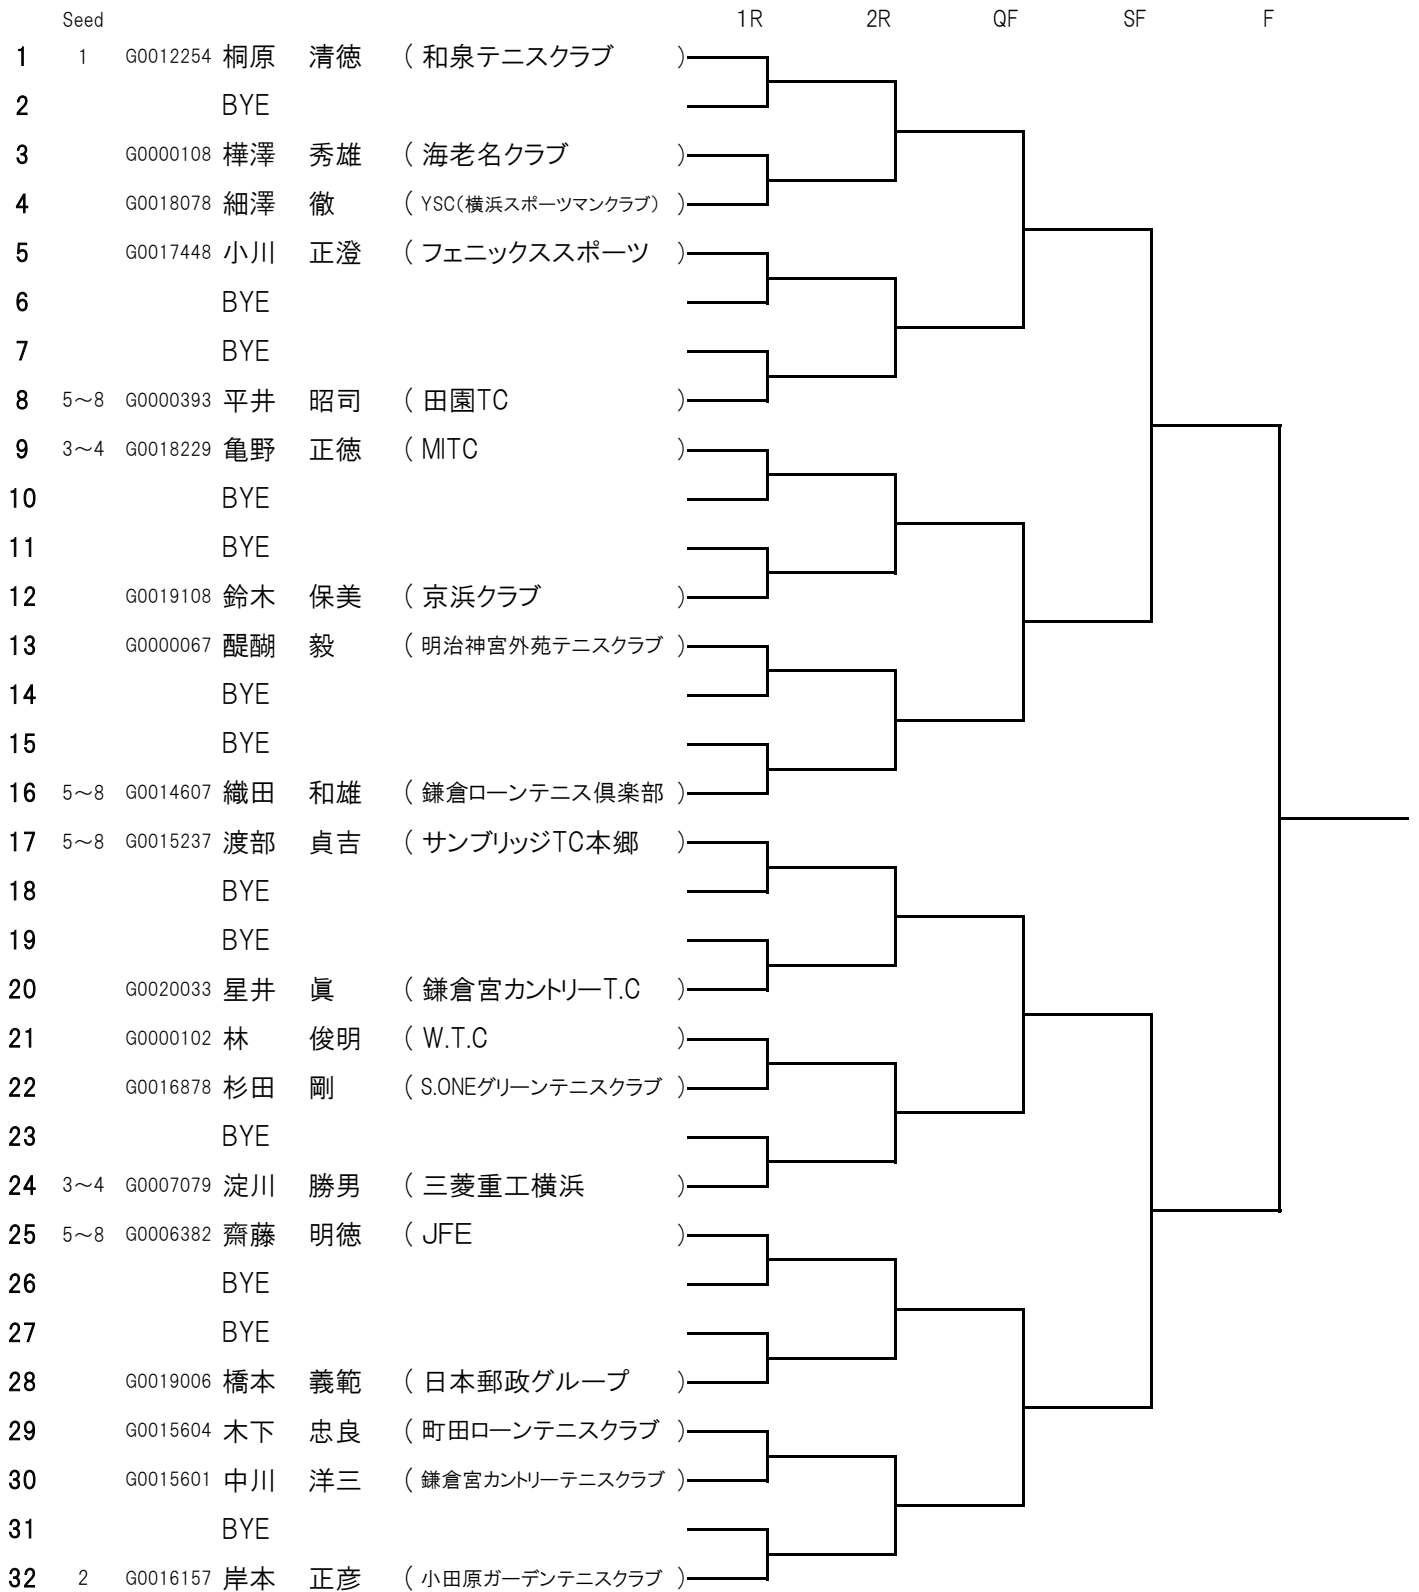 Seed 1R 2R QF SF F
1 1 G0012254 桐原 清徳 ( 和泉テニスクラブ )
2 BYE
3 G0000108 樺澤 秀雄 ( 海老名クラブ )
4 G0018078 細澤 徹 ( YSC(横浜スポーツマンクラブ) )
5 G0017448 小川 正澄 ( フェニックススポーツ )
6 BYE
7 BYE
8 5～8 G0000393 平井 昭司 ( 田園TC )
9 3～4 G0018229 亀野 正徳 ( MITC )
10 BYE
11 BYE
12 G0019108 鈴木 保美 ( 京浜クラブ )
13 G0000067 醍醐 毅 ( 明治神宮外苑テニスクラブ )
14 BYE
15 BYE
16 5～8 G0014607 織田 和雄 ( 鎌倉ローンテニス倶楽部 )
17 5～8 G0015237 渡部 貞吉 ( サンブリッジTC本郷 )
18 BYE
19 BYE
20 G0020033 星井 眞 ( 鎌倉宮カントリーT.C )
21 G0000102 林 俊明 ( W.T.C )
22 G0016878 杉田 剛 ( S.ONEグリーンテニスクラブ )
23 BYE
24 3～4 G0007079 淀川 勝男 ( 三菱重工横浜 )
25 5～8 G0006382 齋藤 明徳 ( JFE )
26 BYE
27 BYE
28 G0019006 橋本 義範 ( 日本郵政グループ )
29 G0015604 木下 忠良 ( 町田ローンテニスクラブ )
30 G0015601 中川 洋三 ( 鎌倉宮カントリーテニスクラブ )
31 BYE
32 2 G0016157 岸本 正彦 ( 小田原ガーデンテニスクラブ )